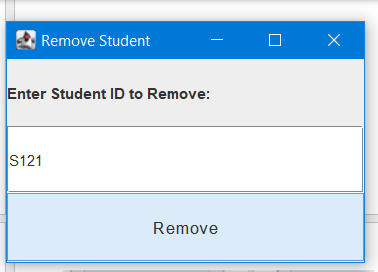 Remove Student
Enter Student ID to Remove:
S121
Remove